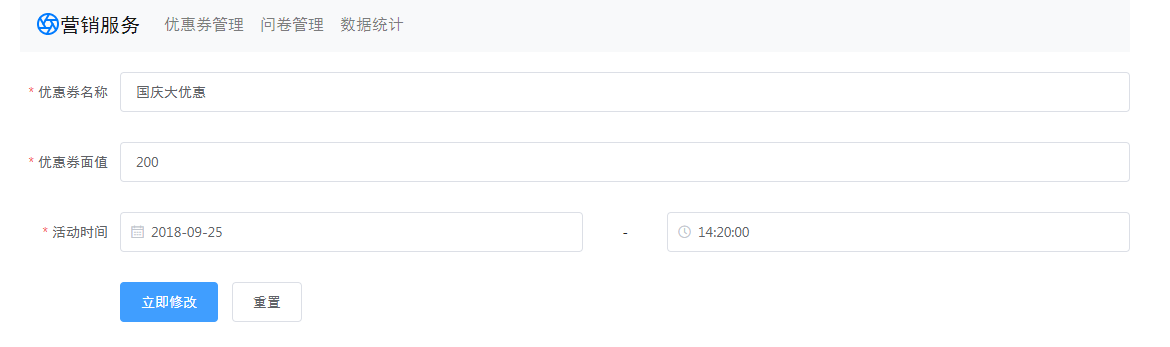 营销服务 优惠券管理 问卷管理 数据统计
* 优惠券名称 国庆大优惠
* 优惠券面值 200
* 活动时间 2018-09-25 - 14:20:00
立即修改 重置